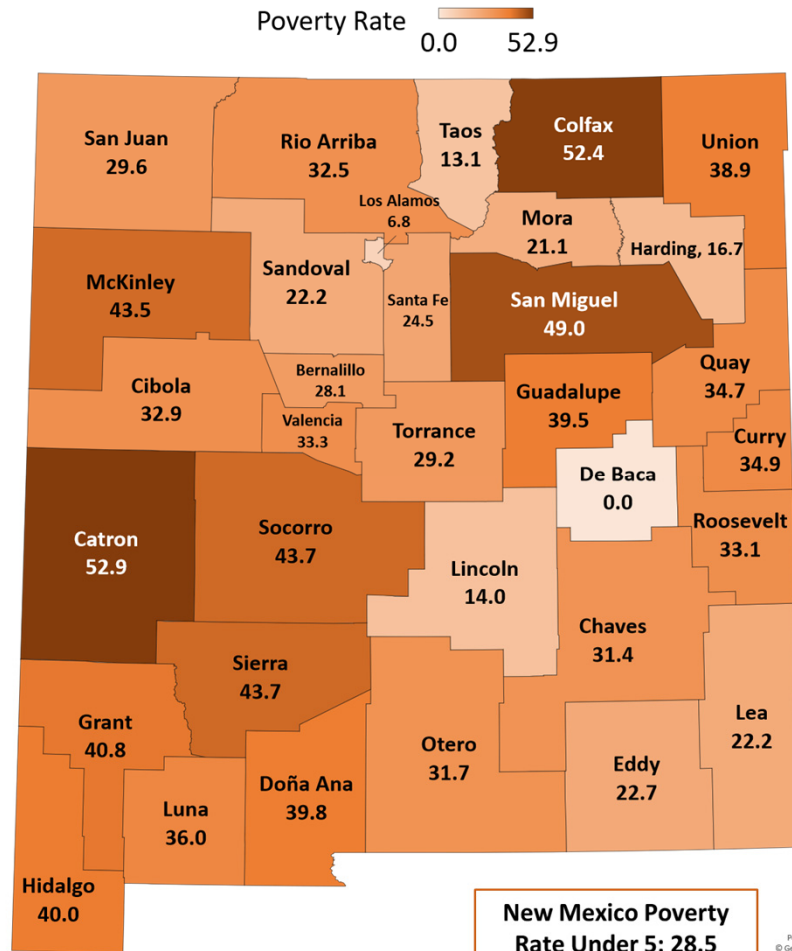 Poverty Rate
0.0 52.9
San Juan
29.6
Rio Arriba
32.5
Taos
13.1
Colfax
52.4
Union
38.9
Los Alamos
6.8
Mora
21.1
Harding, 16.7
McKinley
43.5
Sandoval
22.2
Santa Fe
24.5
San Miguel
49.0
Quay
34.7
Cibola
32.9
Bernalillo
28.1
Valencia
33.3
Torrance
29.2
Guadalupe
39.5
Curry
34.9
De Baca
0.0
Roosevelt
33.1
Catron
52.9
Socorro
43.7
Lincoln
14.0
Chaves
31.4
Sierra
43.7
Grant
40.8
Otero
31.7
Lea
22.2
Eddy
22.7
Doña Ana
39.8
Luna
36.0
Hidalgo
40.0
New Mexico Poverty
Rate Under 5: 28.5
P